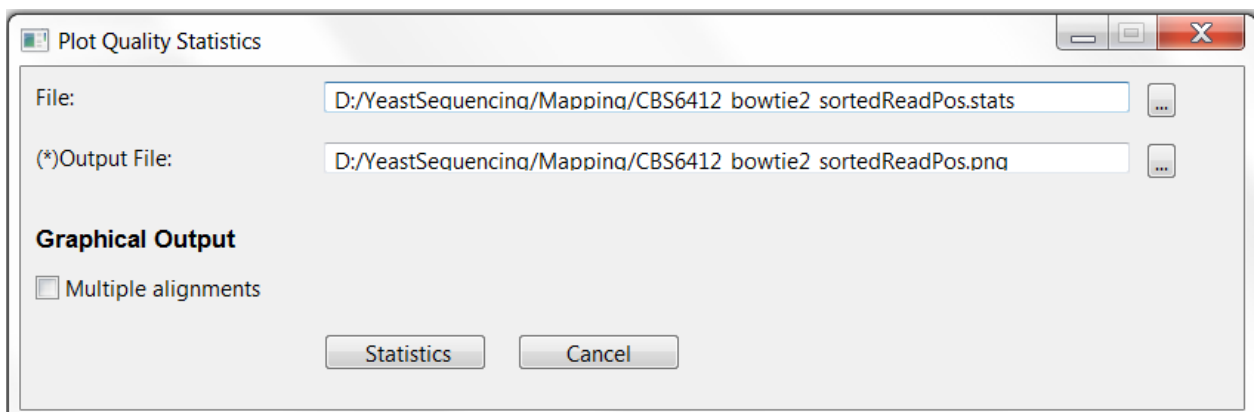 Plot Quality Statistics
File: D:/YeastSequencing/Mapping/CBS6412_bowtie2_sortedReadPos.stats ...
(*)Output File: D:/YeastSequencing/Mapping/CBS6412_bowtie2_sortedReadPos.png ...
Graphical Output
Multiple alignments
Statistics Cancel